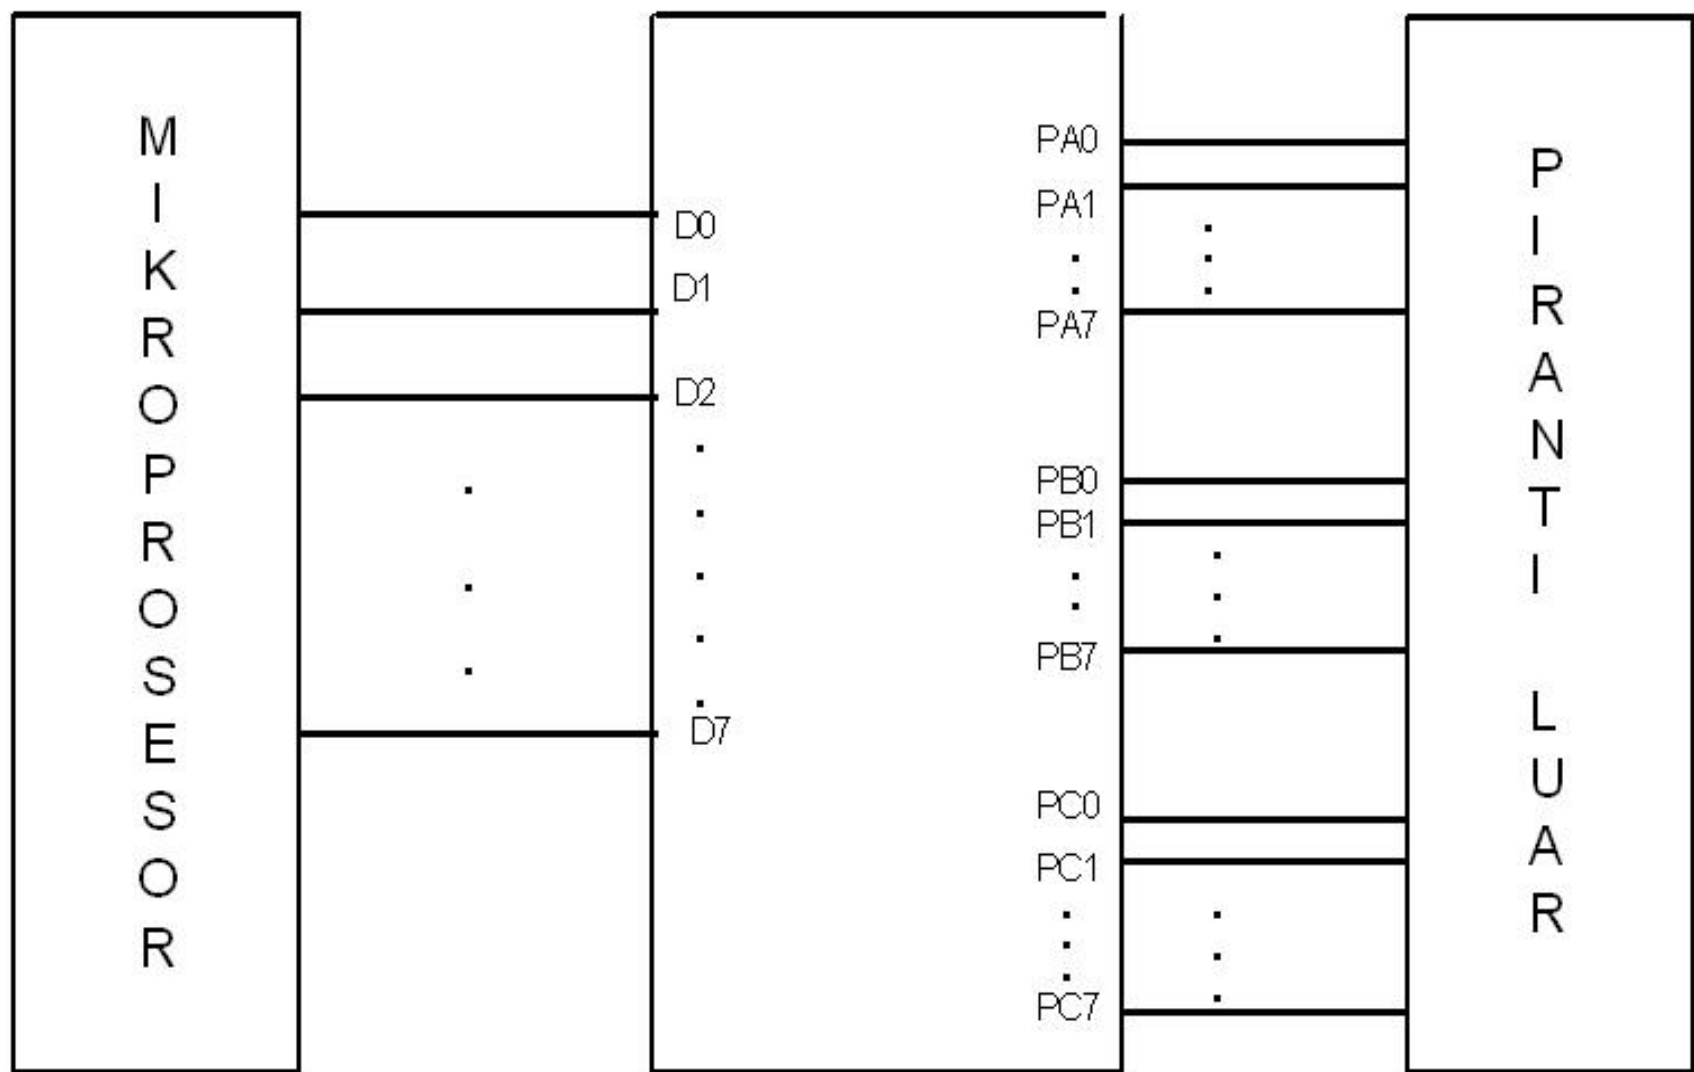 MIKROPROSESOR
D0
D1
D2
D7
PA0
PA1
PA7
PB0
PB1
PB7
PC0
PC1
PC7
PIRANTI LUAR